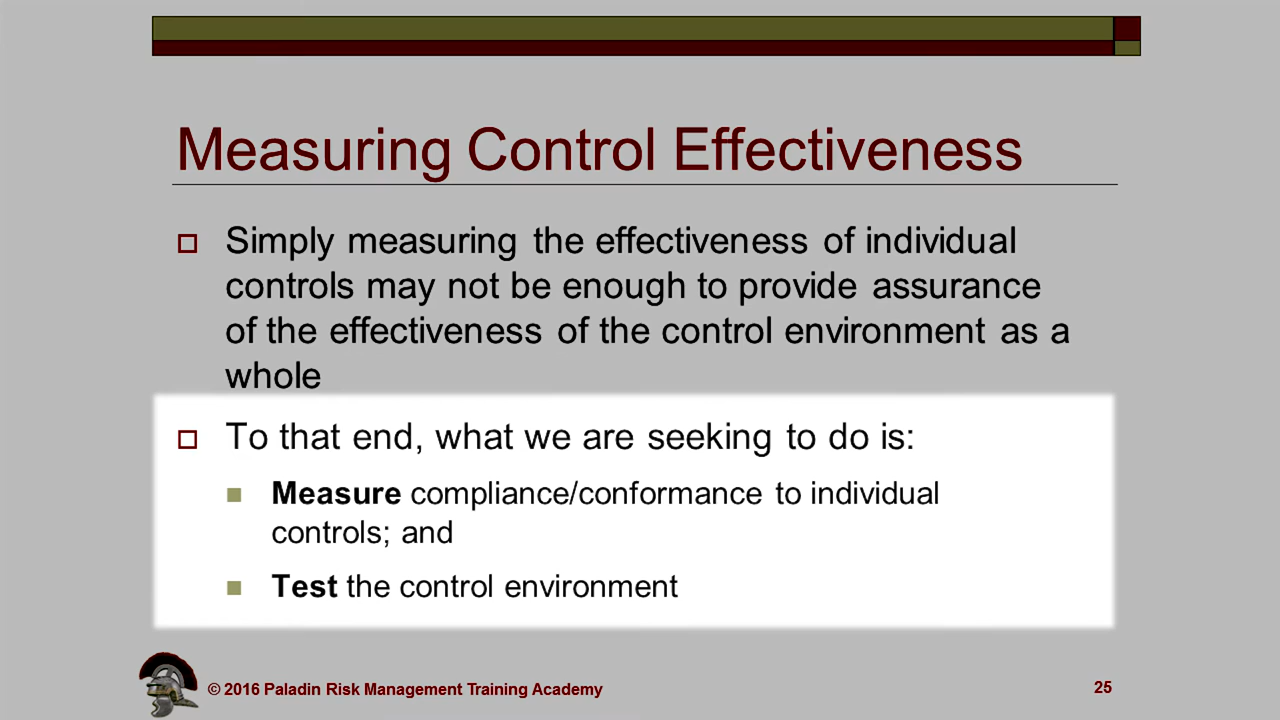 Measuring Control Effectiveness
Simply measuring the effectiveness of individual
controls may not be enough to provide assurance
of the effectiveness of the control environment as a
whole
To that end, what we are seeking to do is:
Measure compliance/conformance to individual
controls; and
Test the control environment
© 2016 Paladin Risk Management Training Academy
25